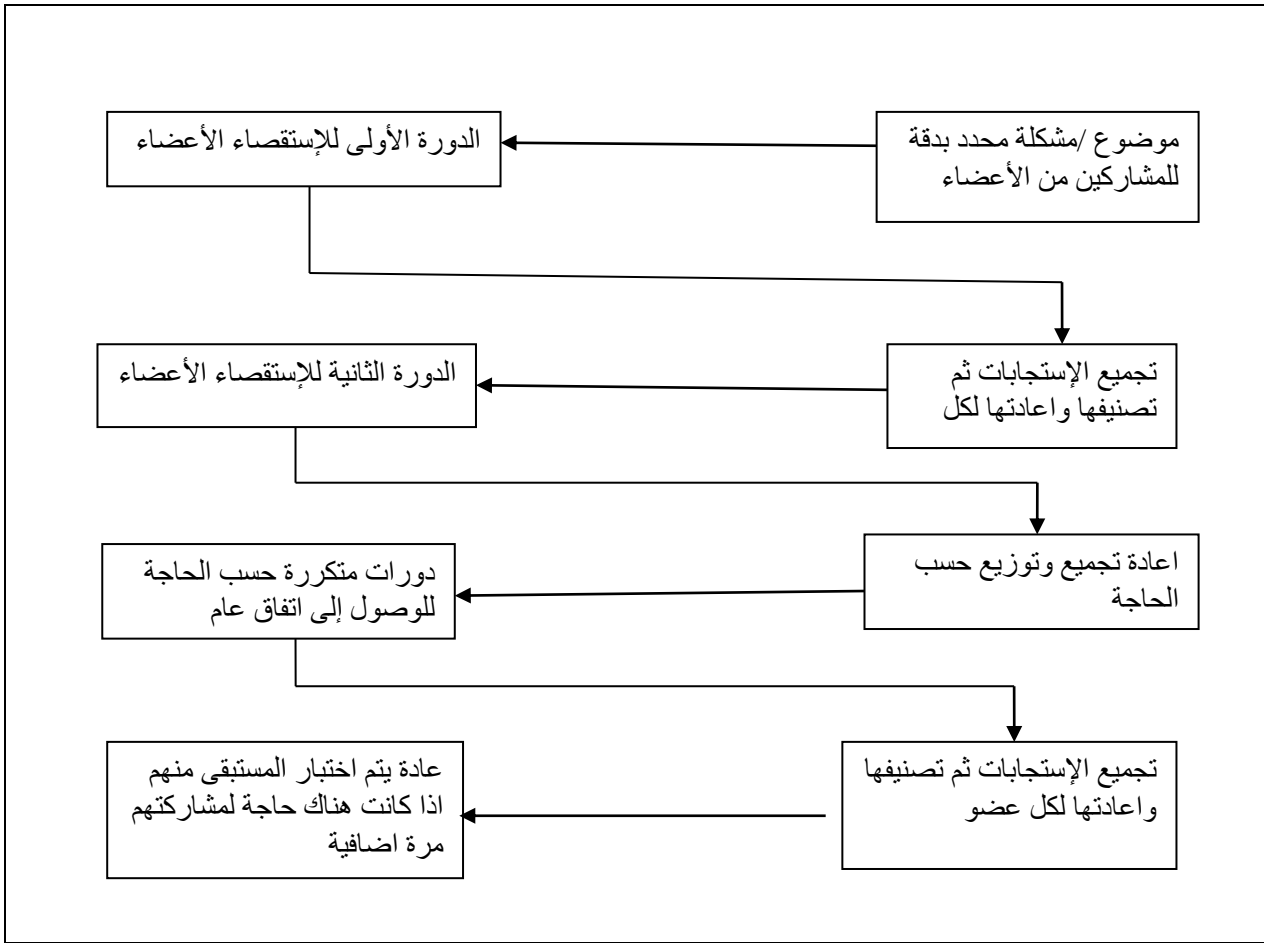 موضوع /مشكلة محدد بدقة
للمشاركين من الأعضاء
الدورة الأولى للإستقصاء الأعضاء
تجميع الإستجابات ثم
تصنيفها واعادتها لكل
الدورة الثانية للإستقصاء الأعضاء
اعادة تجميع وتوزيع حسب
الحاجة
دورات متكررة حسب الحاجة
للوصول إلى اتفاق عام
تجميع الإستجابات ثم تصنيفها
واعادتها لكل عضو
عادة يتم اختبار المستبقى منهم
اذا كانت هناك حاجة لمشاركتهم
مرة اضافية